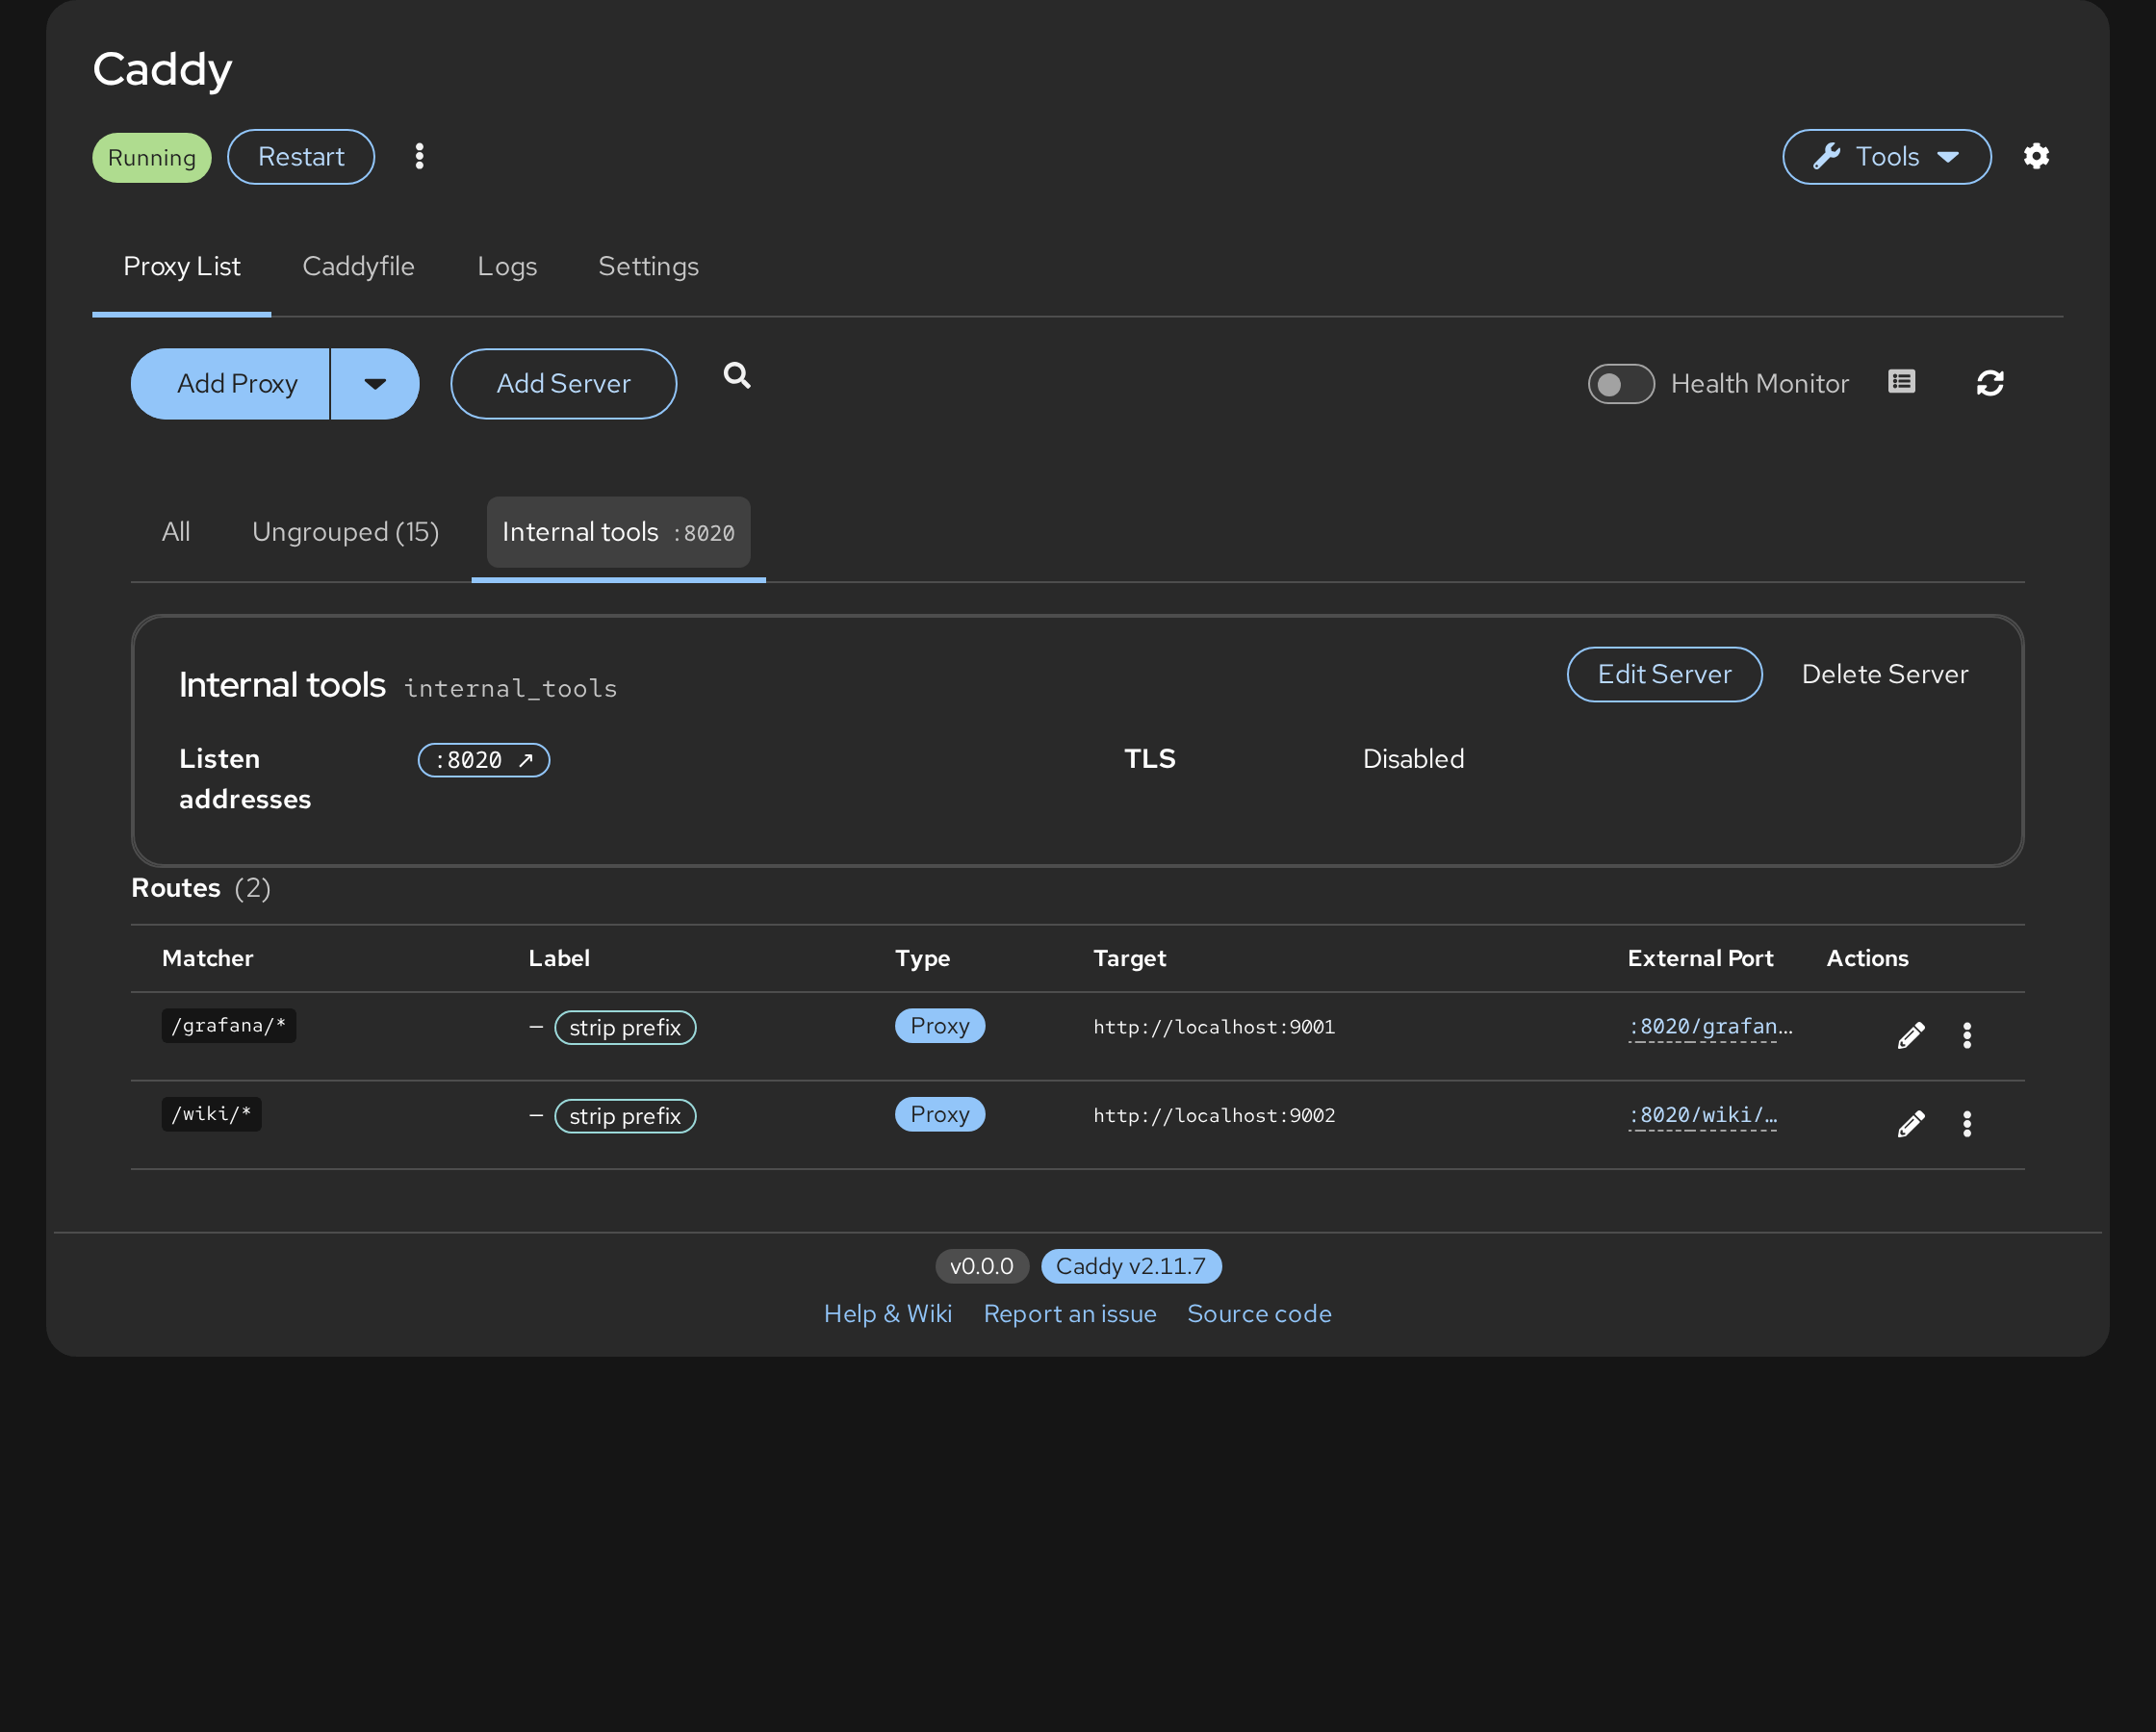 Caddy
Running Restart Tools
Proxy List Caddyfile Logs Settings
Add Proxy Add Server Health Monitor
All Ungrouped (15) Internal tools :8020
Internal tools internal_tools Edit Server Delete Server
Listen addresses :8020 ↗ TLS Disabled
Routes (2)
Matcher Label Type Target External Port Actions
/grafana/* – strip prefix Proxy http://localhost:9001 :8020/grafan...
/wiki/* – strip prefix Proxy http://localhost:9002 :8020/wiki/...
v0.0.0 Caddy v2.11.7
Help & Wiki Report an issue Source code